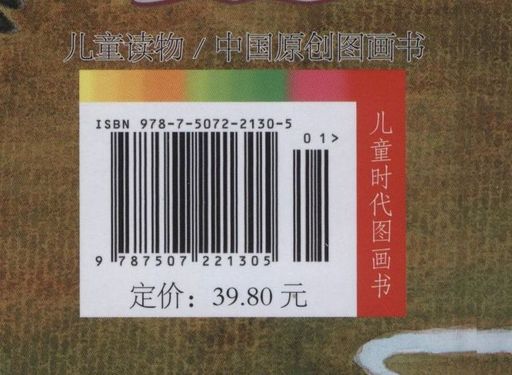 儿童读物 / 中国原创图画书
ISBN 978-7-5072-2130-5
01>
9 787507 221305
定价：39.80 元
儿童时代图画书